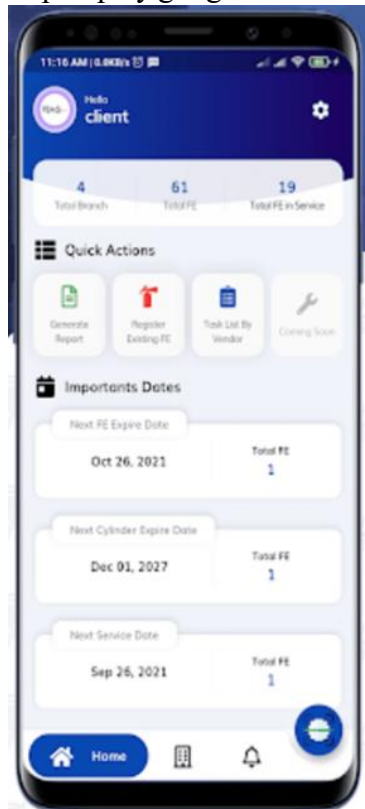 11:16 AM | 0.0KB/s
Hello
client
4 61 19
Total Branch Total FE Total FE in Service
Quick Actions
Generate Report
Register Existing FE
Task List By Vendor
Coming Soon
Importants Dates
Next FE Expire Date
Oct 26, 2021
Total FE
1
Next Cylinder Expire Date
Dec 01, 2027
Total FE
1
Next Service Date
Sep 26, 2021
Total FE
1
Home